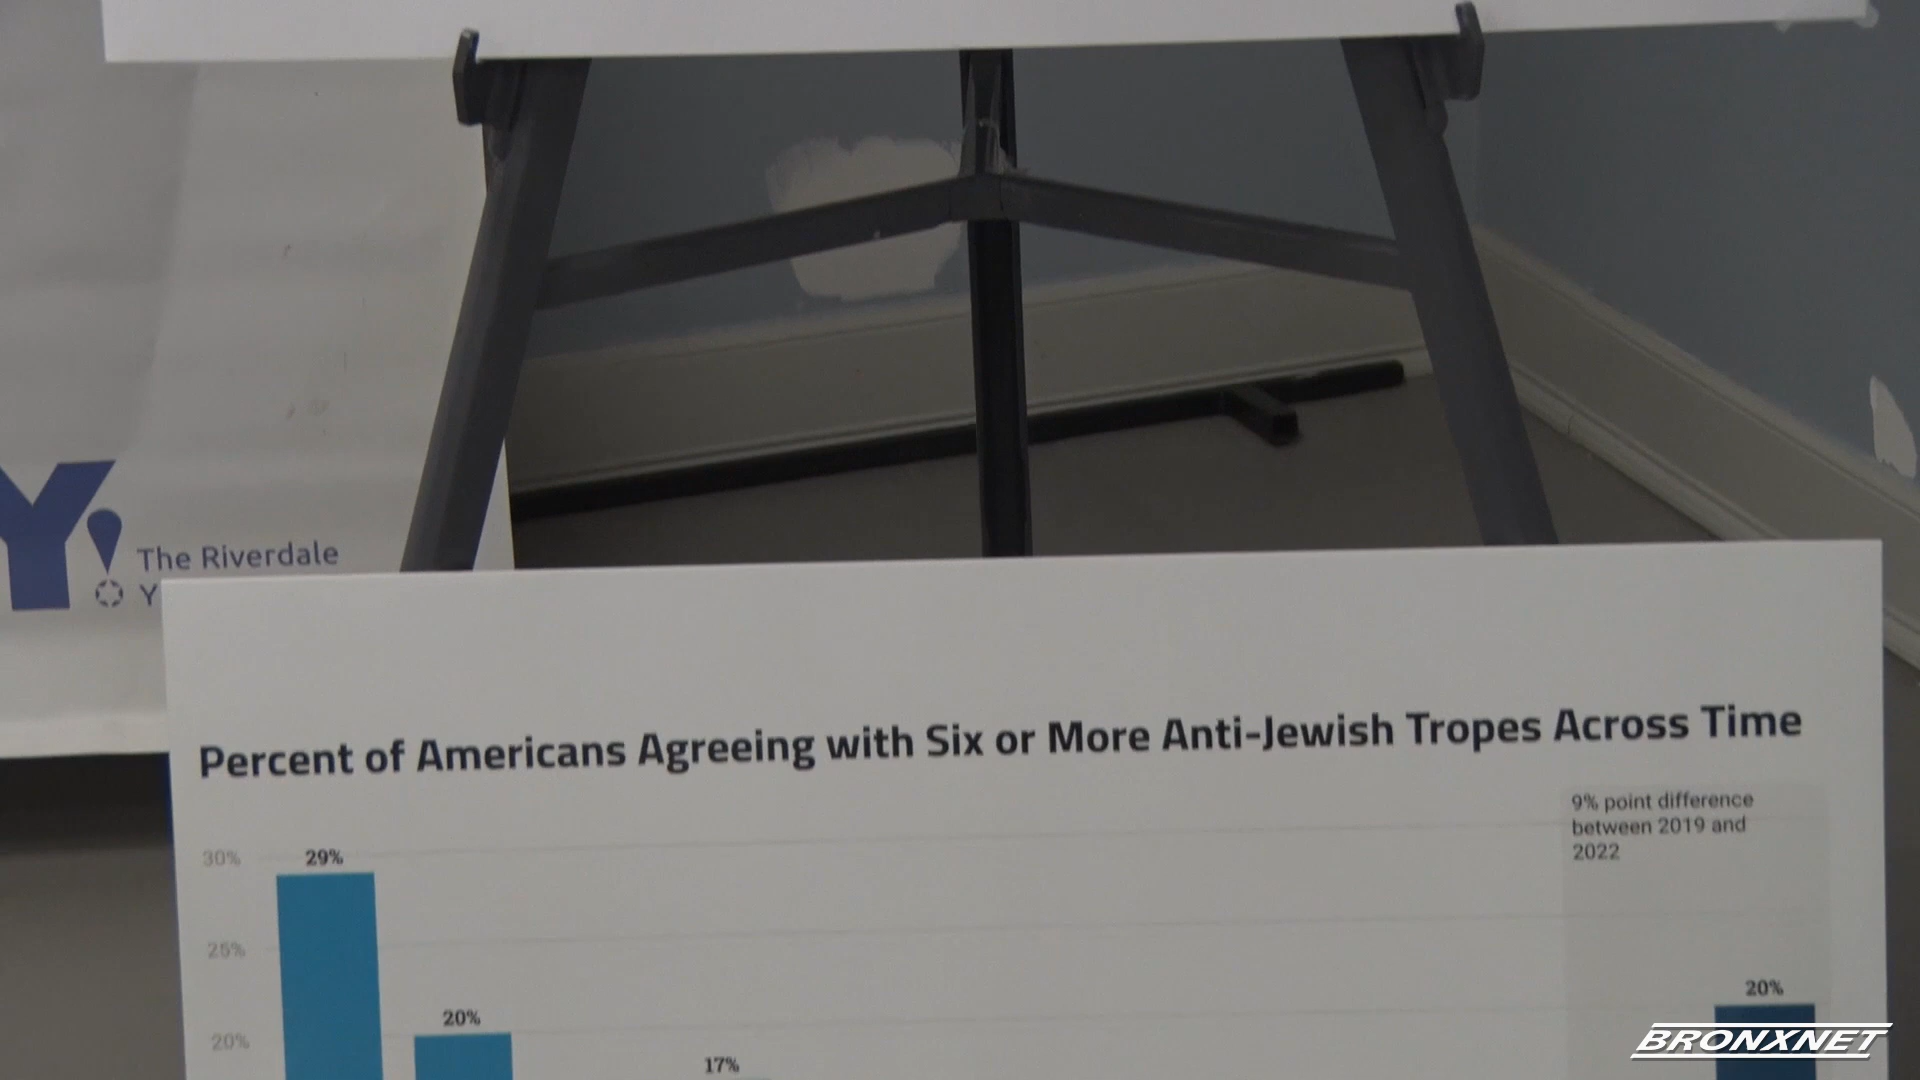 Y!
The Riverdale
Y
Percent of Americans Agreeing with Six or More Anti-Jewish Tropes Across Time
9% point difference
between 2019 and
2022
30%
29%
25%
20%
20%
20%
17%
BRONXNET